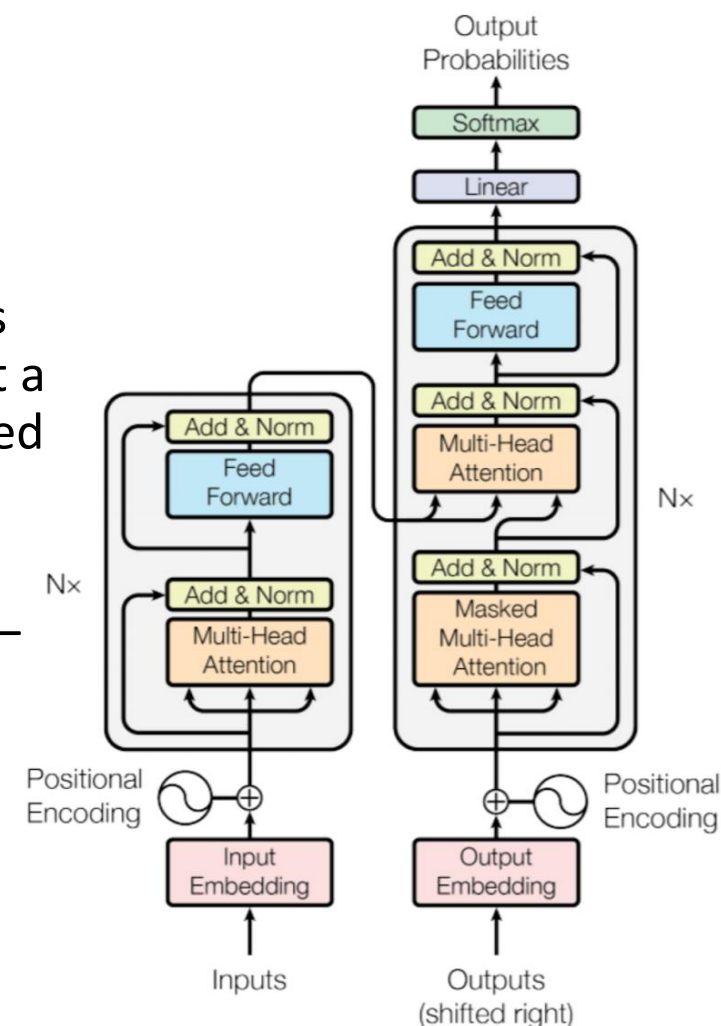 Output
Probabilities
Softmax
Linear
Add & Norm
Feed
Forward
Add & Norm
Multi-Head
Attention
N×
Add & Norm
Masked
Multi-Head
Attention
s
t a
ed
Add & Norm
Feed
Forward
N×
Add & Norm
Multi-Head
Attention
Positional
Encoding
Positional
Encoding
Input
Embedding
Output
Embedding
Inputs
Outputs
(shifted right)